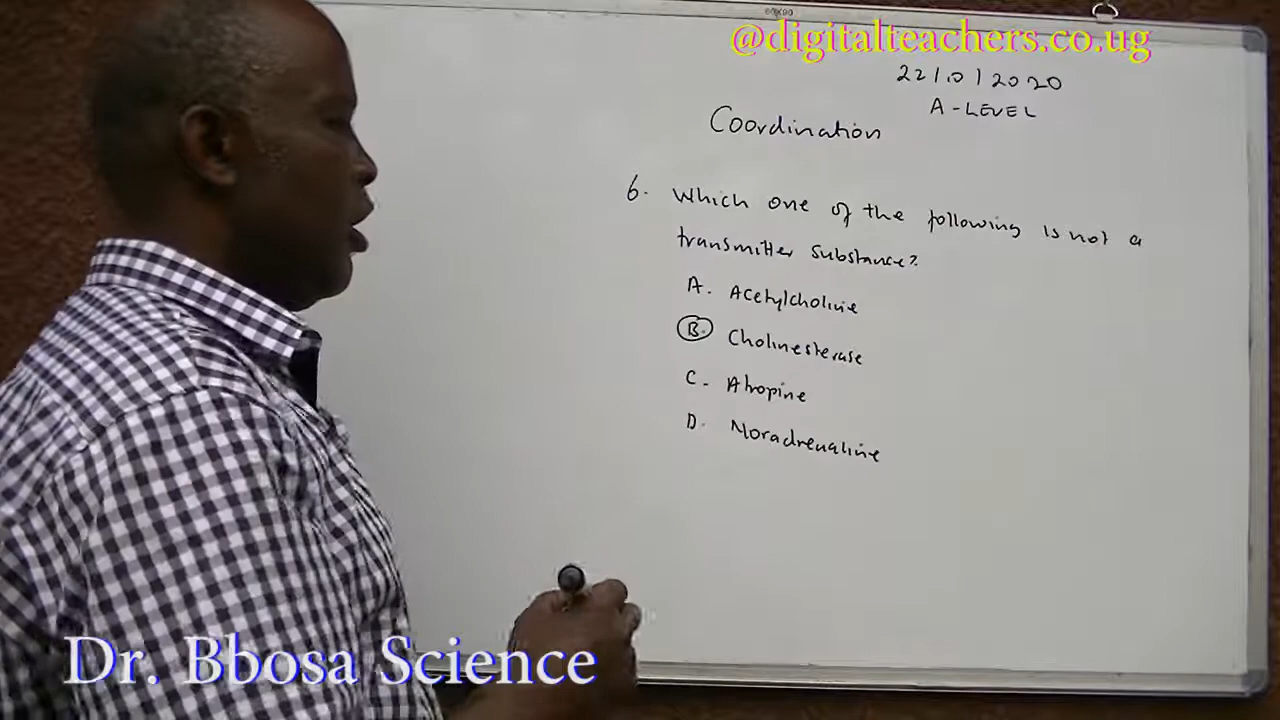 @digitalteachers.co.ug
22/10/2020
A-LEVEL
Coordination
6. Which one of the following is not a
transmitter substance?
A. Acetylcholine
B. Cholinesterase
C. Atropine
D. Noradrenaline
Dr. Bbosa Science